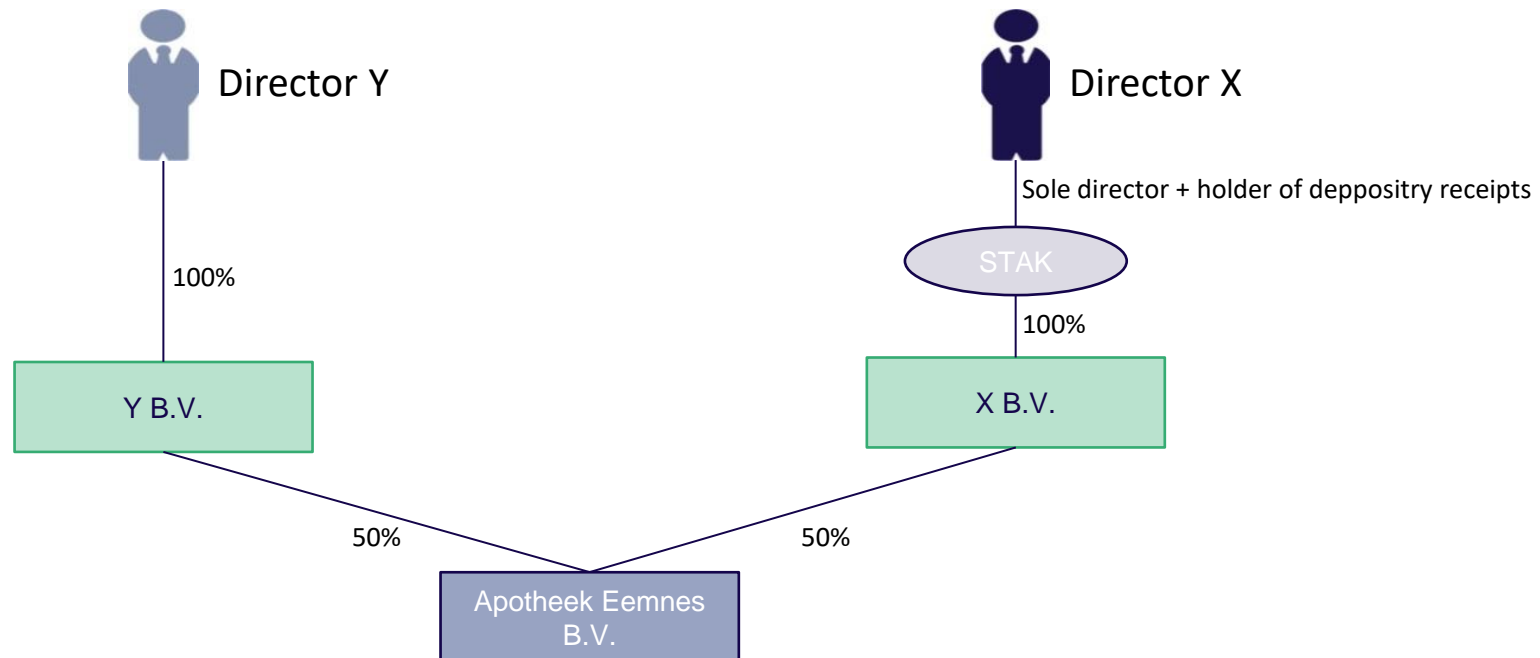 Director Y
Director X
Sole director + holder of deppositry receipts
STAK
100%
100%
Y B.V.
X B.V.
50%
50%
Apotheek Eemnes
B.V.